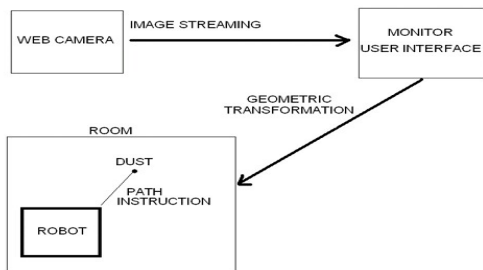 WEB CAMERA
IMAGE STREAMING
MONITOR
USER INTERFACE
GEOMETRIC
TRANSFORMATION
ROOM
DUST
PATH
INSTRUCTION
ROBOT